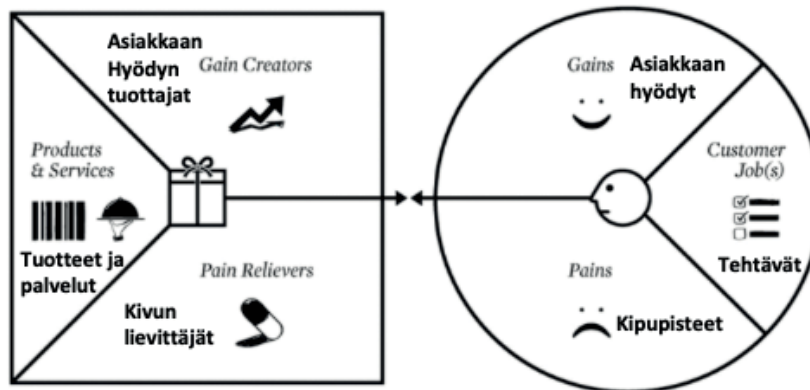 Asiakkaan
Hyödyn
tuottajat
Gain Creators
Products
& Services
Tuotteet ja
palvelut
Pain Relievers
Kivun
lievittäjät
Gains
Asiakkaan
hyödyt
Customer
Job(s)
Tehtävät
Pains
Kipupisteet